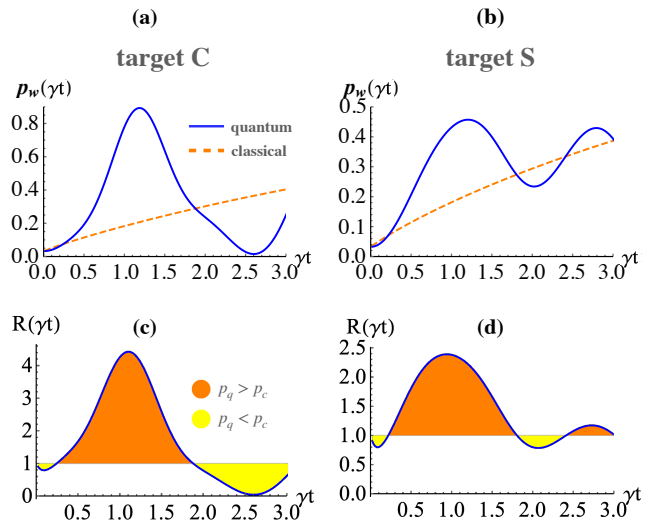 (a)
target C
p_w(γt)
0.8
0.6
0.4
0.2
0.0
0.0 0.5 1.0 1.5 2.0 2.5 3.0
γt
quantum
classical
(b)
target S
p_w(γt)
0.5
0.4
0.3
0.2
0.1
0.0
0.0 0.5 1.0 1.5 2.0 2.5 3.0
γt
(c)
R(γt)
4
3
2
1
0
0.5 1.0 1.5 2.0 2.5 3.0
γt
p_q > p_c
p_q < p_c
(d)
R(γt)
2.5
2.0
1.5
1.0
0.5
0.0
0.5 1.0 1.5 2.0 2.5 3.0
γt